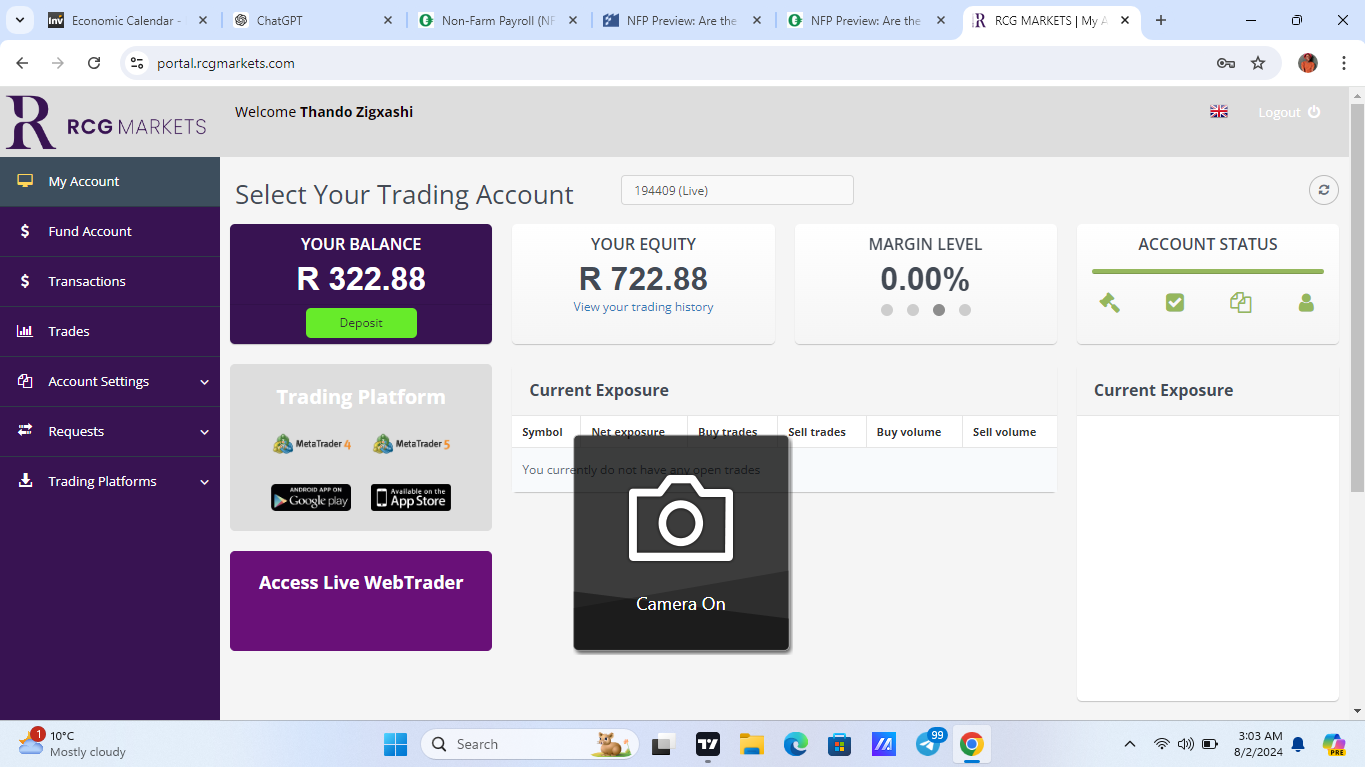 Economic Calendar -
ChatGPT
Non-Farm Payroll (NF
NFP Preview: Are the
NFP Preview: Are the
RCG MARKETS | My A
portal.rcgmarkets.com
RCG MARKETS
Welcome Thando Zigxashi
Logout
My Account
Fund Account
Transactions
Trades
Account Settings
Requests
Trading Platforms
Select Your Trading Account
194409 (Live)
YOUR BALANCE
R 322.88
Deposit
YOUR EQUITY
R 722.88
View your trading history
MARGIN LEVEL
0.00%
ACCOUNT STATUS
Trading Platform
MetaTrader 4
MetaTrader 5
ANDROID APP ON
Google play
Available on the
App Store
Access Live WebTrader
Current Exposure
Symbol Net exposure Buy trades Sell trades Buy volume Sell volume
You currently do not have any open trades
Camera On
Current Exposure
1
10°C
Mostly cloudy
Search
99
3:03 AM
8/2/2024
PRE